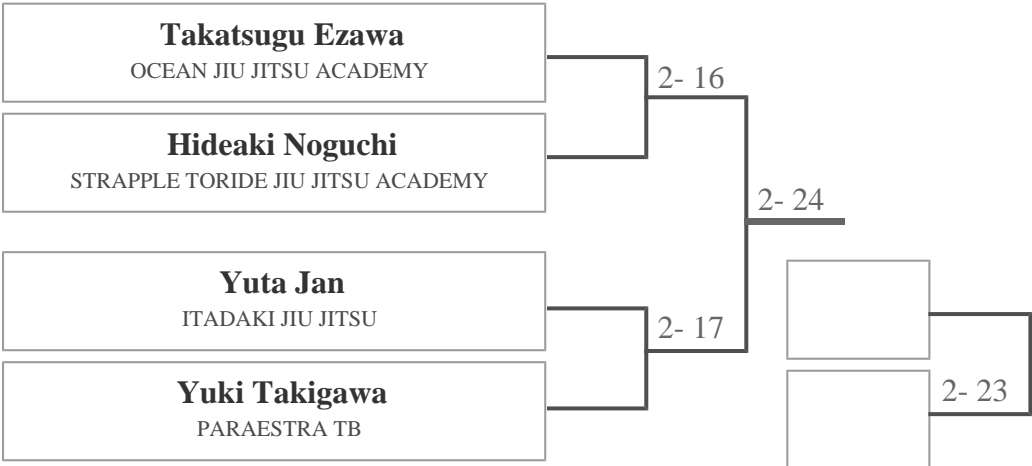 Takatsugu Ezawa
OCEAN JIU JITSU ACADEMY
2- 16
Hideaki Noguchi
STRAPPLE TORIDE JIU JITSU ACADEMY
2- 24
Yuta Jan
ITADAKI JIU JITSU
2- 17
Yuki Takigawa
PARAESTRA TB
2- 23